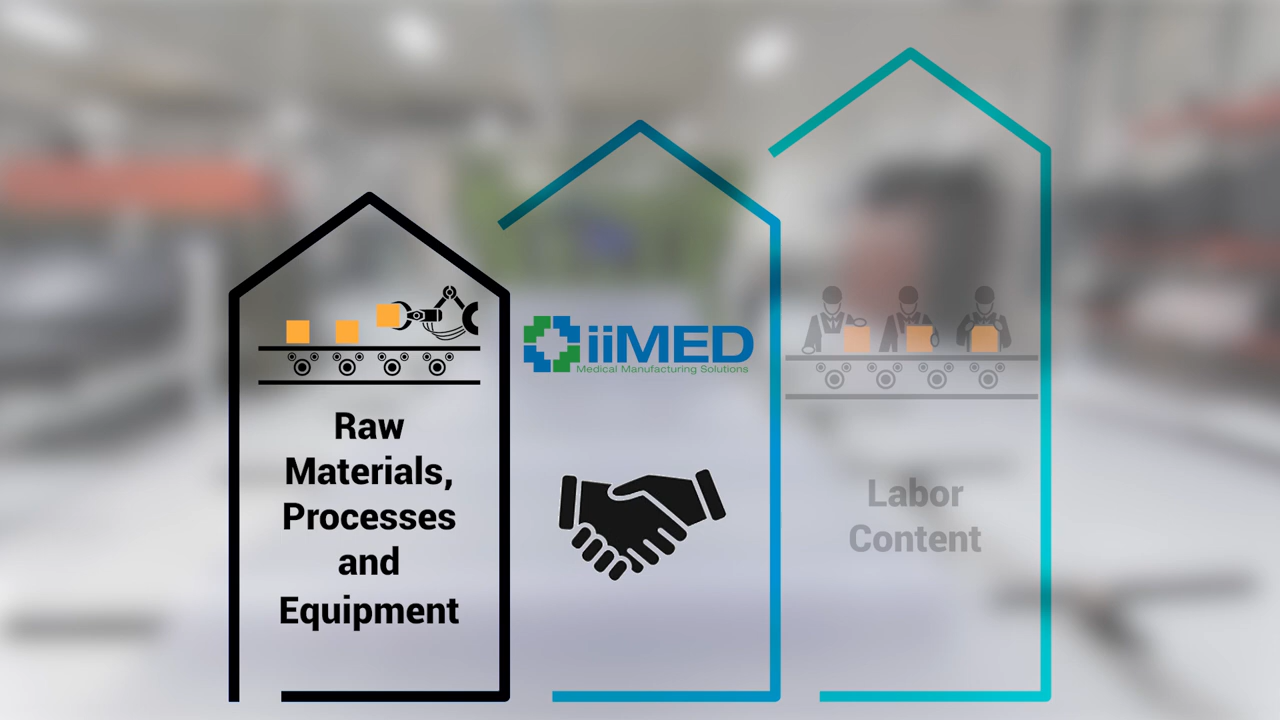 Raw
Materials,
Processes
and
Equipment
iiMED
Medical Manufacturing Solutions
Labor
Content